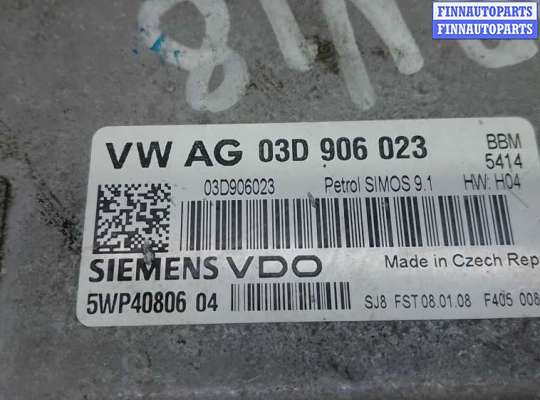 FINNAUTOPARTS
FINNAUTOPARTS
VW AG 03D 906 023
BBM
5414
03D906023 Petrol SIMOS 9.1 HW: H04
SIEMENS VDO
Made in Czech Rep
5WP40806 04
SJ8 FST 08.01.08 F405 008